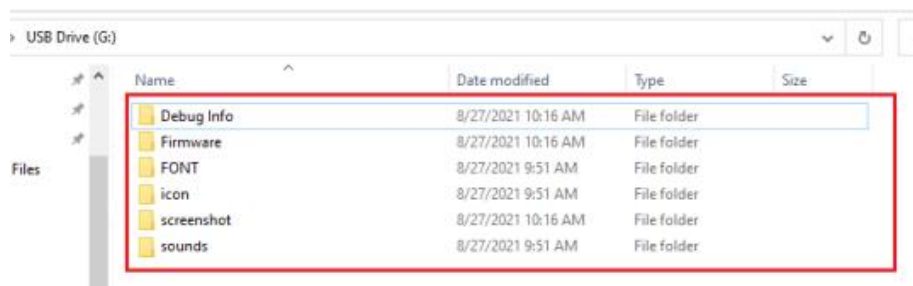 USB Drive (G:)
Name Date modified Type Size
Debug Info 8/27/2021 10:16 AM File folder
Firmware 8/27/2021 10:16 AM File folder
Files FONT 8/27/2021 9:51 AM File folder
icon 8/27/2021 9:51 AM File folder
screenshot 8/27/2021 10:16 AM File folder
sounds 8/27/2021 9:51 AM File folder